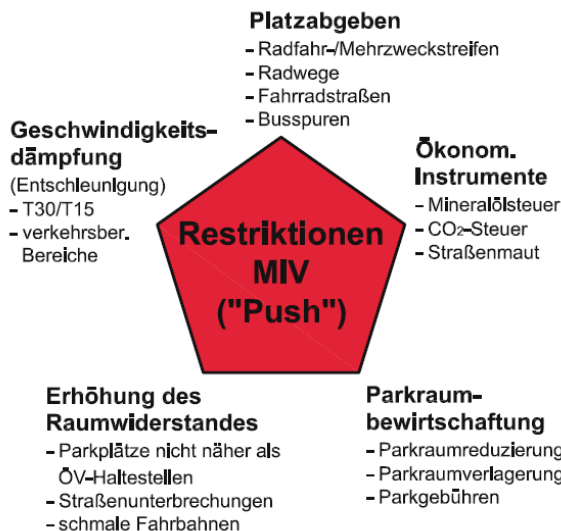 Platzabgeben
- Radfahr-/Mehrzweckstreifen
- Radwege
- Fahrradstraßen
- Busspuren
Geschwindigkeits-
dämpfung
(Entschleunigung)
- T30/T15
- verkehrsber.
Bereiche
Ökonom.
Instrumente
- Mineralölsteuer
- CO₂-Steuer
- Straßenmaut
Restriktionen
MIV
("Push")
Erhöhung des
Raumwiderstandes
- Parkplätze nicht näher als
ÖV-Haltestellen
- Straßenunterbrechungen
- schmale Fahrbahnen
Parkraum-
bewirtschaftung
- Parkraumreduzierung
- Parkraumverlagerung
- Parkgebühren